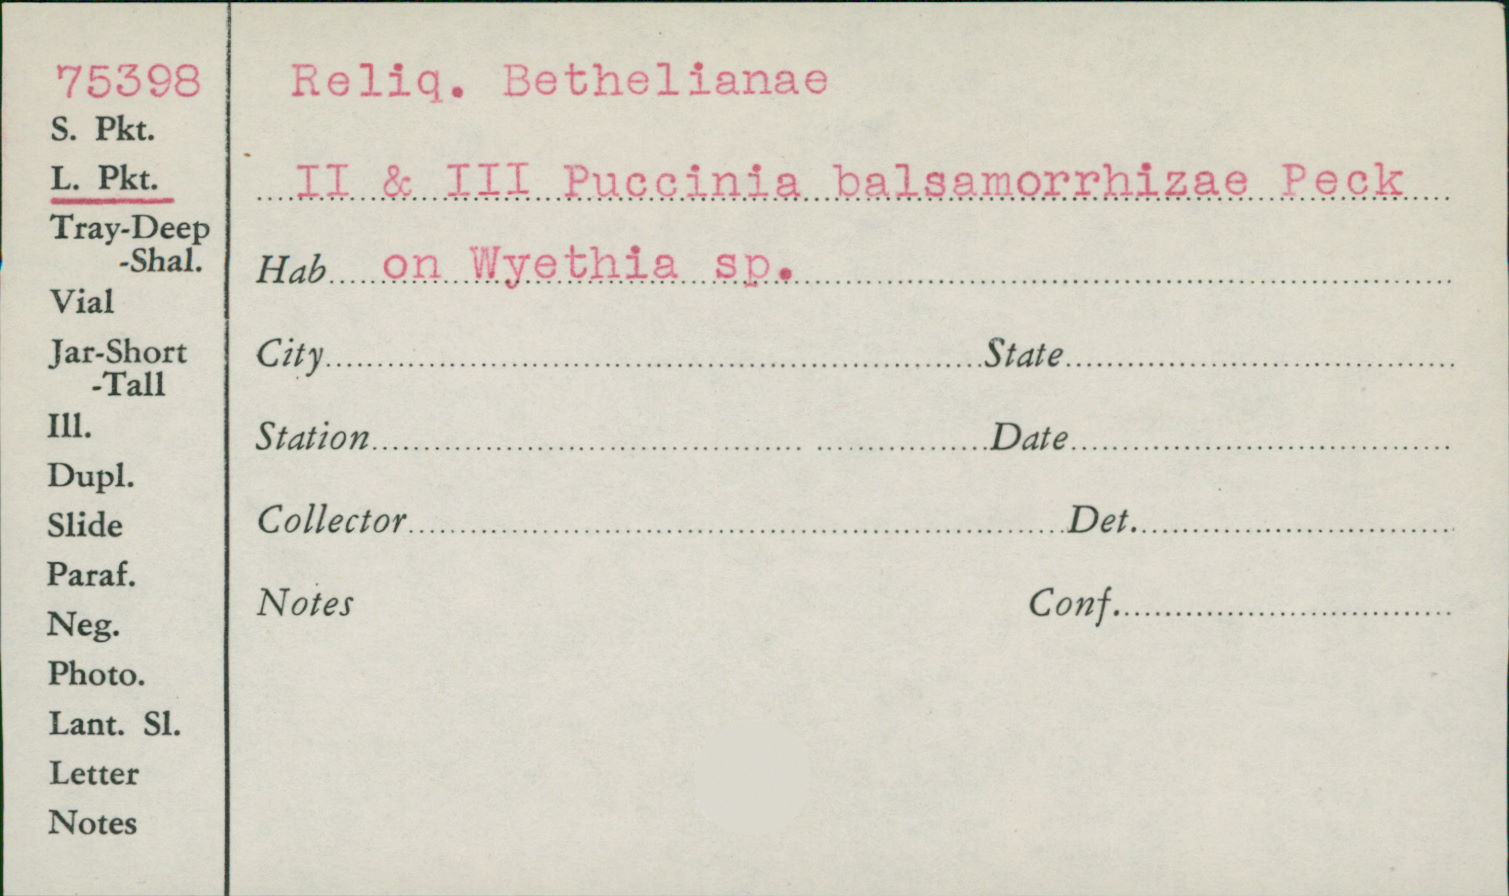 75398
S. Pkt.
L. Pkt.
Tray-Deep
-Shal.
Vial
Jar-Short
-Tall
Ill.
Dupl.
Slide
Paraf.
Neg.
Photo.
Lant. Sl.
Letter
Notes
Reliq. Bethelianae
II & III Puccinia balsamorrhizae Peck
Hab on Wyethia sp.
City State
Station Date
Collector Det.
Notes Conf.